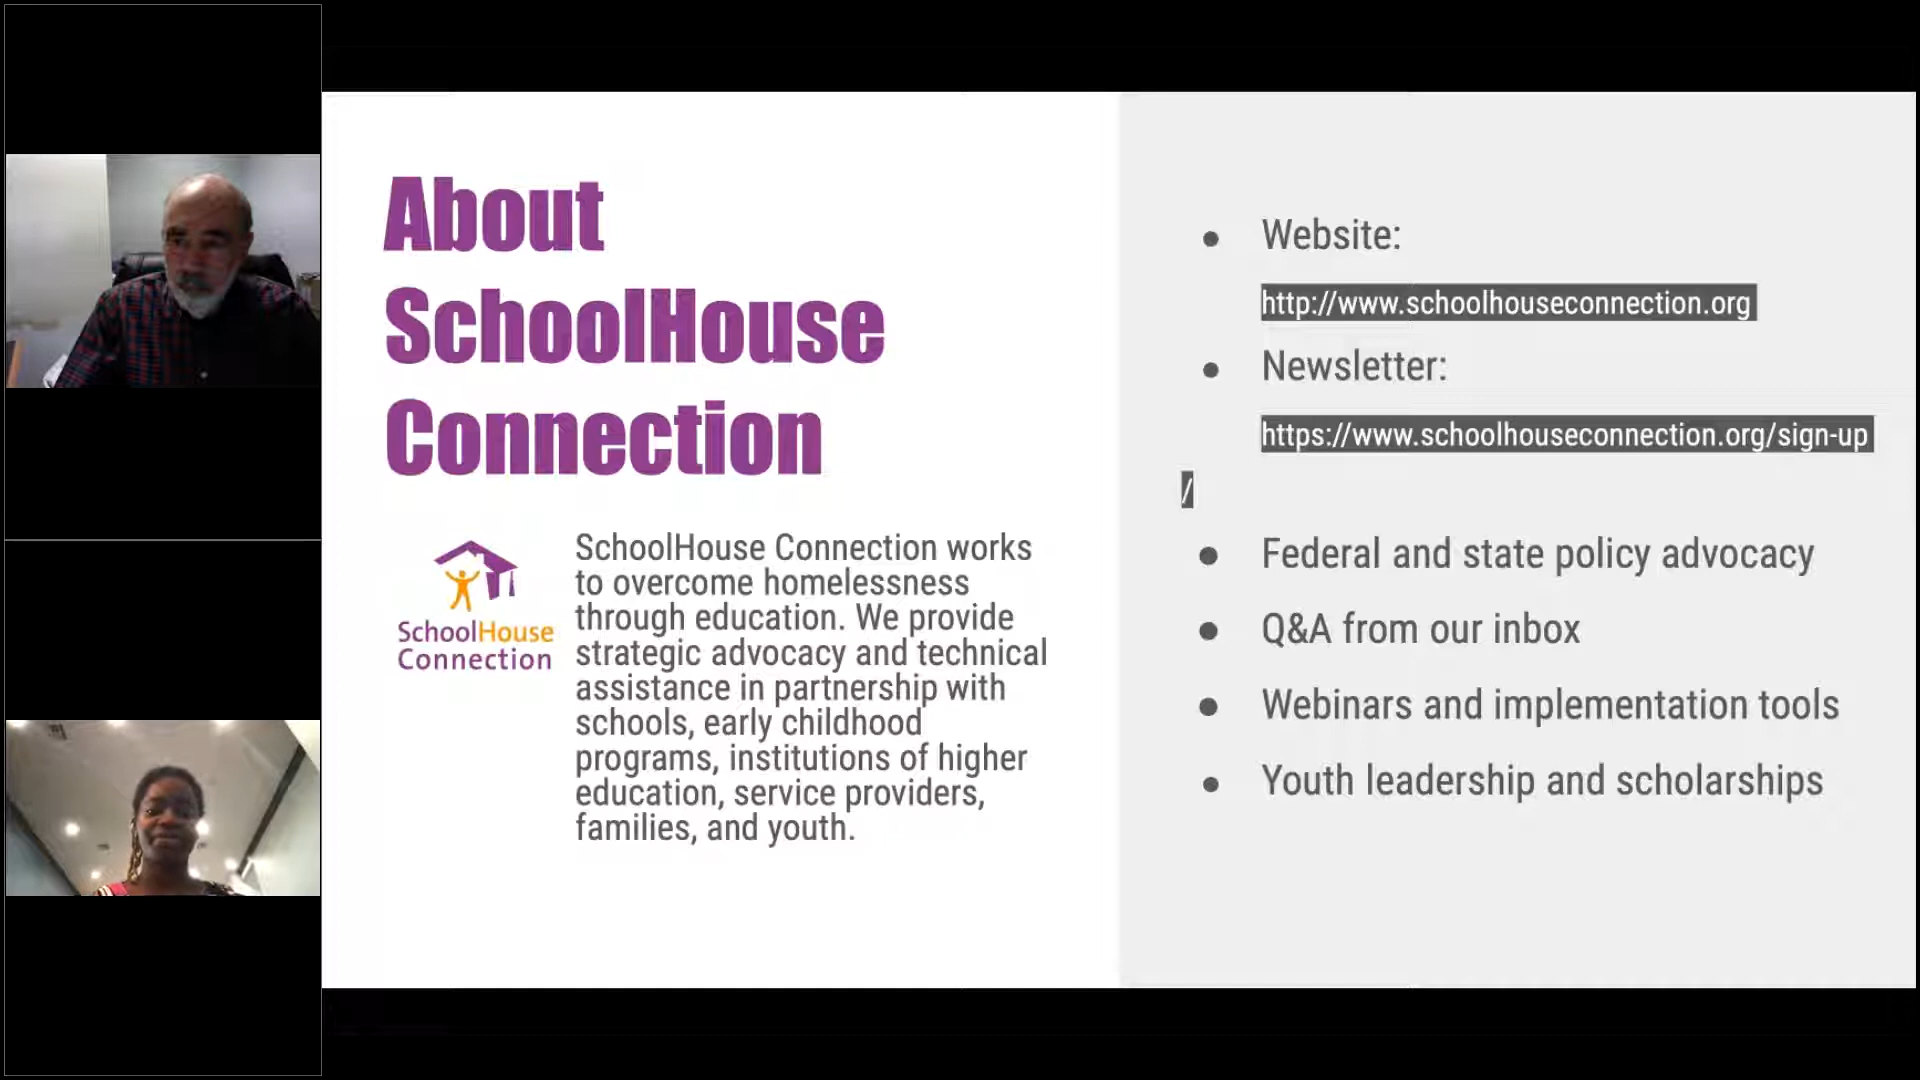 About
SchoolHouse
Connection
SchoolHouse
Connection
SchoolHouse Connection works
to overcome homelessness
through education. We provide
strategic advocacy and technical
assistance in partnership with
schools, early childhood
programs, institutions of higher
education, service providers,
families, and youth.
● Website:
http://www.schoolhouseconnection.org
● Newsletter:
https://www.schoolhouseconnection.org/sign-up
/
● Federal and state policy advocacy
● Q&A from our inbox
● Webinars and implementation tools
● Youth leadership and scholarships